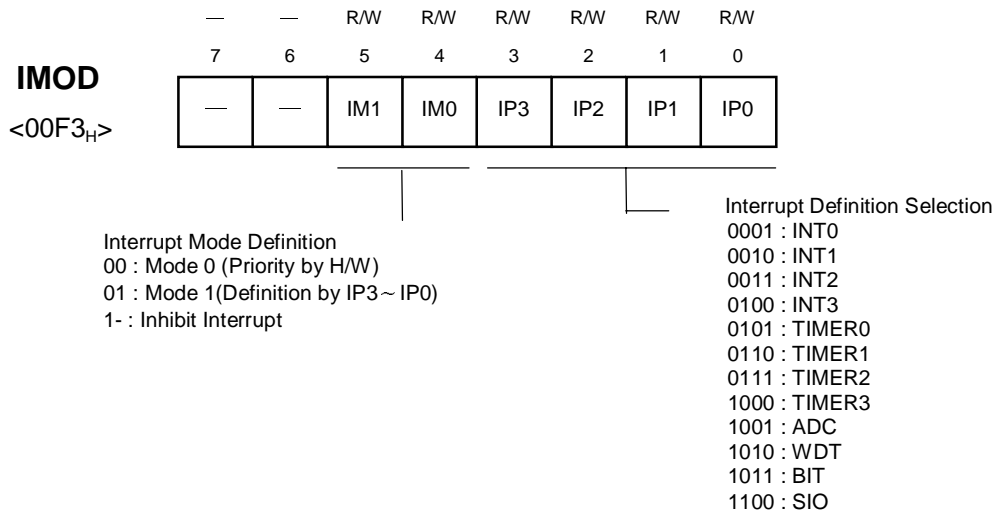 — — R/W R/W R/W R/W R/W R/W
7 6 5 4 3 2 1 0
IMOD
<00F3H>
— — IM1 IM0 IP3 IP2 IP1 IP0
Interrupt Mode Definition
00 : Mode 0 (Priority by H/W)
01 : Mode 1(Definition by IP3～IP0)
1- : Inhibit Interrupt
Interrupt Definition Selection
0001 : INT0
0010 : INT1
0011 : INT2
0100 : INT3
0101 : TIMER0
0110 : TIMER1
0111 : TIMER2
1000 : TIMER3
1001 : ADC
1010 : WDT
1011 : BIT
1100 : SIO